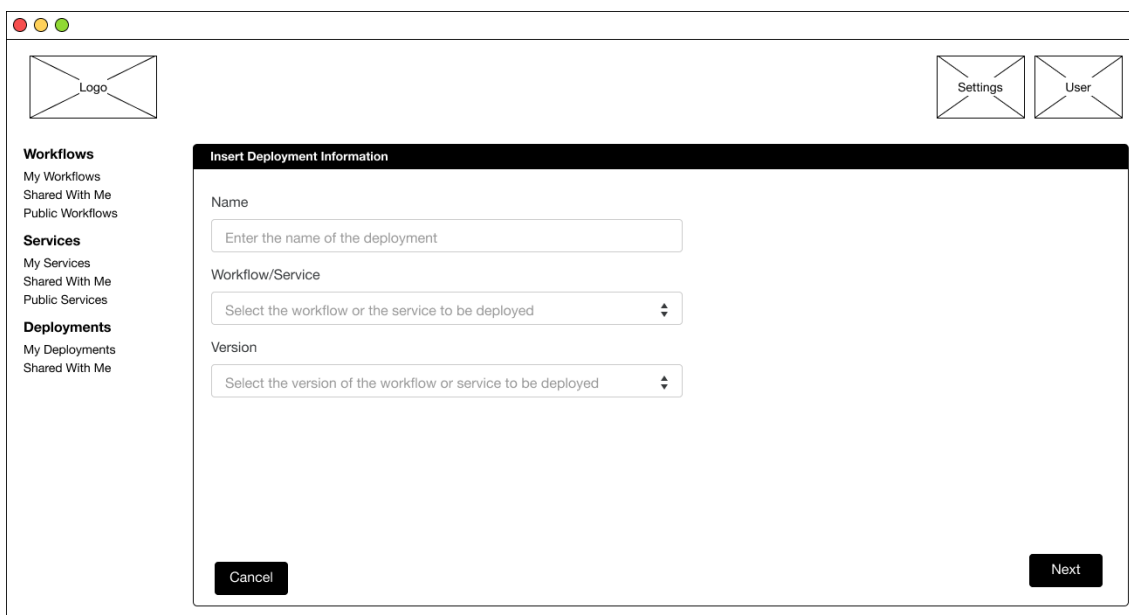 Logo
Settings
User
Workflows
My Workflows
Shared With Me
Public Workflows
Services
My Services
Shared With Me
Public Services
Deployments
My Deployments
Shared With Me
Insert Deployment Information
Name
Enter the name of the deployment
Workflow/Service
Select the workflow or the service to be deployed
Version
Select the version of the workflow or service to be deployed
Cancel
Next